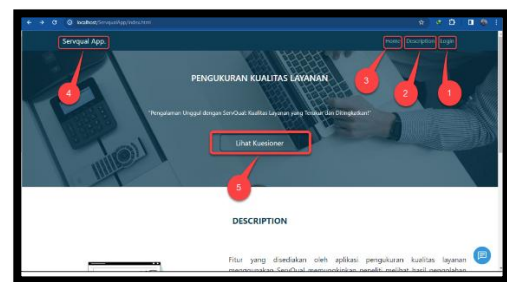 localhost/ServqualApp/index.html
Servqual App.
Home Description Login
4
3
2
1
PENGUKURAN KUALITAS LAYANAN
"Pengalaman Unggul dengan ServQual: Kualitas Layanan yang Terukur dan Ditingkatkan!"
Lihat Kuesioner
5
DESCRIPTION
Fitur yang disediakan oleh aplikasi pengukuran kualitas layanan
menggunakan ServQual memungkinkan peneliti melihat hasil pengolahan